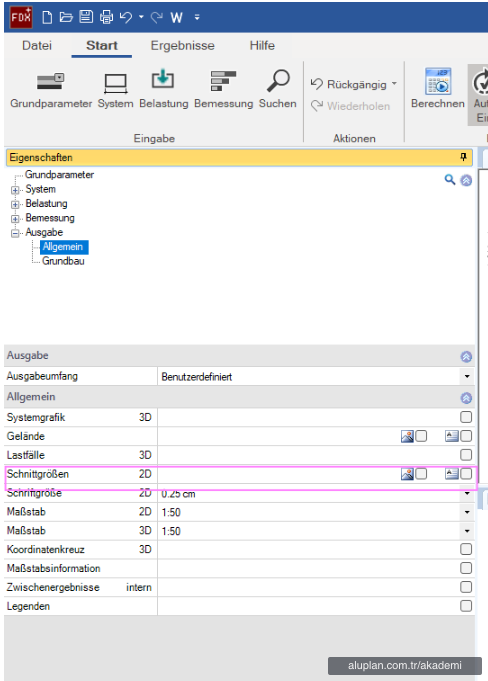 FDX+ W
Datei Start Ergebnisse Hilfe
Rückgängig
Wiederholen
Grundparameter System Belastung Bemessung Suchen Berechnen
Eingabe Aktionen
Eigenschaften
Grundparameter
System
Belastung
Bemessung
Ausgabe
Allgemein
Grundbau
Ausgabe
Ausgabeumfang Benutzerdefiniert
Allgemein
Systemgrafik 3D
Gelände
Lastfälle 3D
Schnittgrößen 2D
Schriftgröße 2D 0.25 cm
Maßstab 2D 1:50
Maßstab 3D 1:50
Koordinatenkreuz 3D
Maßstabsinformation
Zwischenergebnisse intern
Legenden
aluplan.com.tr/akademi